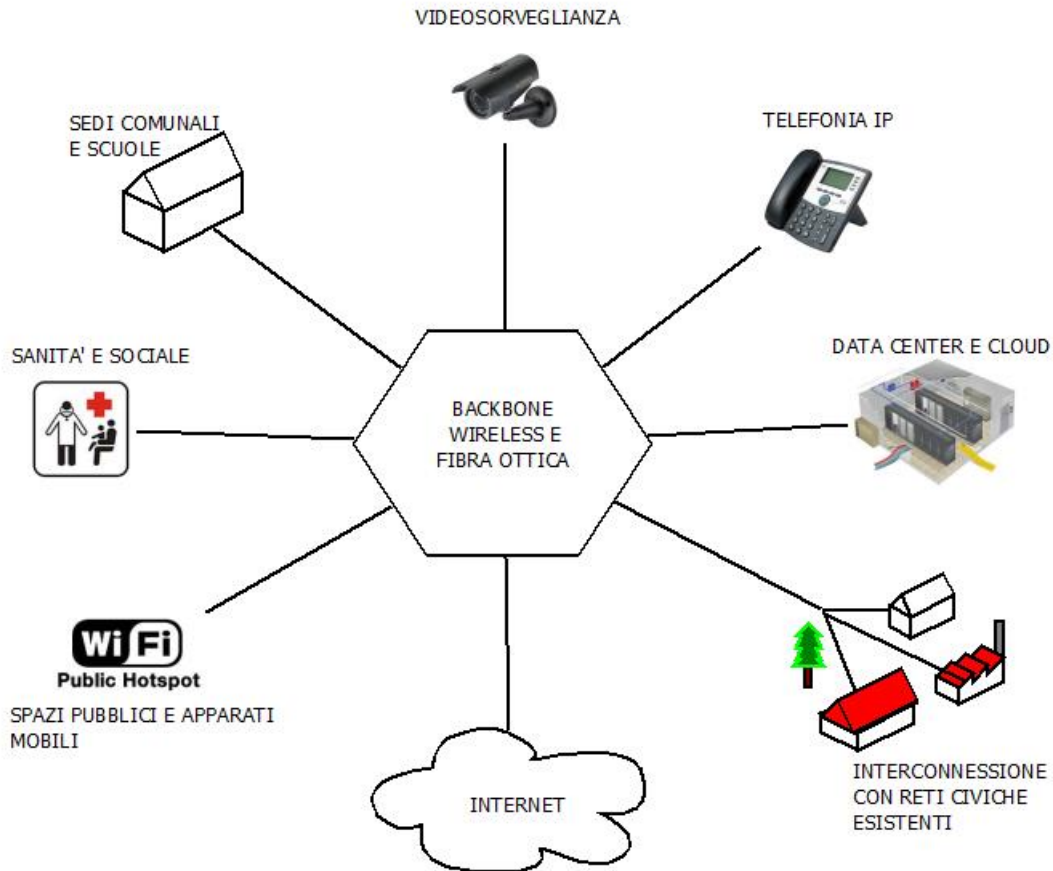 VIDEOSORVEGLIANZA
SEDI COMUNALI
E SCUOLE
TELEFONIA IP
SANITA' E SOCIALE
DATA CENTER E CLOUD
BACKBONE
WIRELESS E
FIBRA OTTICA
Wi Fi
Public Hotspot
SPAZI PUBBLICI E APPARATI
MOBILI
INTERNET
INTERCONNESSIONE
CON RETI CIVICHE
ESISTENTI